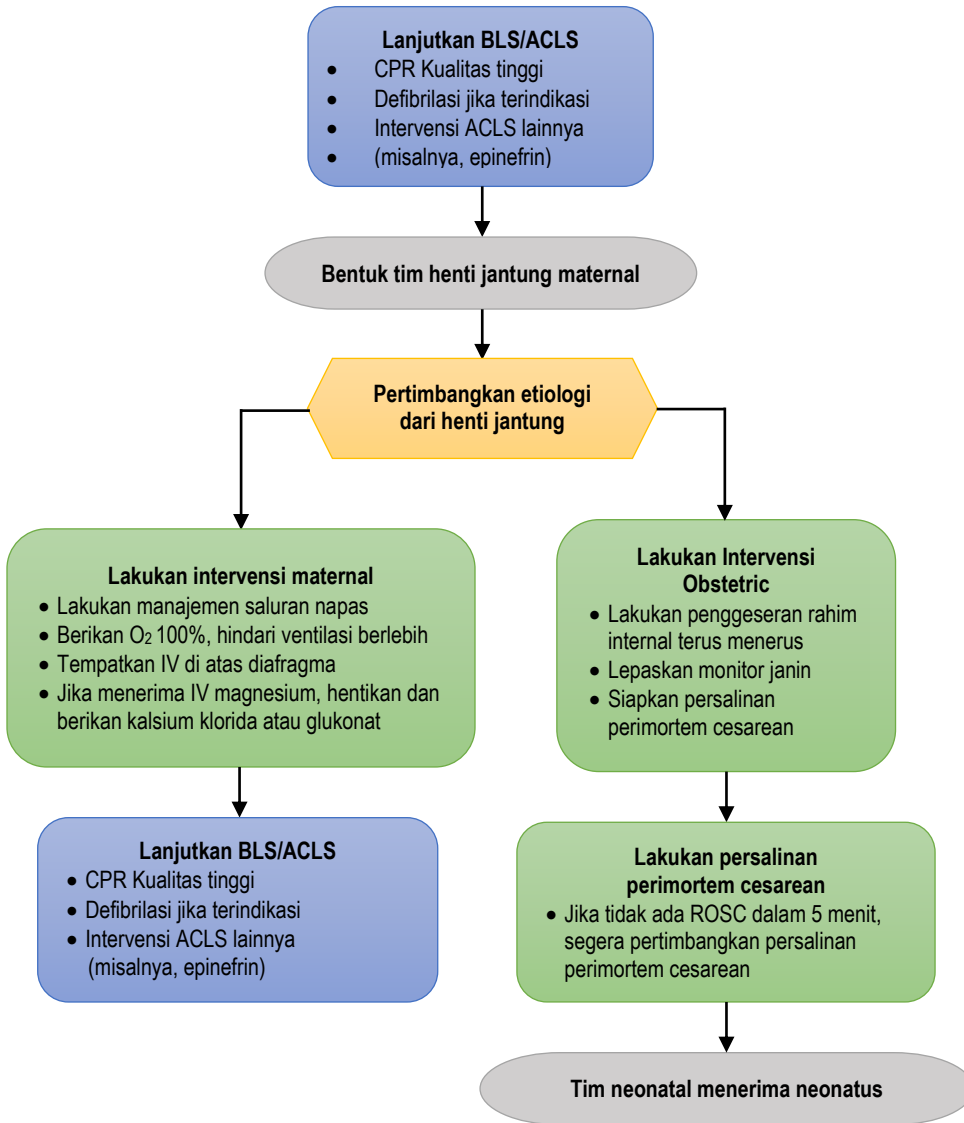 Lanjutkan BLS/ACLS
• CPR Kualitas tinggi
• Defibrilasi jika terindikasi
• Intervensi ACLS lainnya
• (misalnya, epinefrin)
Bentuk tim henti jantung maternal
Pertimbangkan etiologi
dari henti jantung
Lakukan intervensi maternal
• Lakukan manajemen saluran napas
• Berikan O₂ 100%, hindari ventilasi berlebih
• Tempatkan IV di atas diafragma
• Jika menerima IV magnesium, hentikan dan
berikan kalsium klorida atau glukonat
Lakukan Intervensi
Obstetric
• Lakukan penggeseran rahim
internal terus menerus
• Lepaskan monitor janin
• Siapkan persalinan
perimortem cesarean
Lanjutkan BLS/ACLS
• CPR Kualitas tinggi
• Defibrilasi jika terindikasi
• Intervensi ACLS lainnya
(misalnya, epinefrin)
Lakukan persalinan
perimortem cesarean
• Jika tidak ada ROSC dalam 5 menit,
segera pertimbangkan persalinan
perimortem cesarean
Tim neonatal menerima neonatus